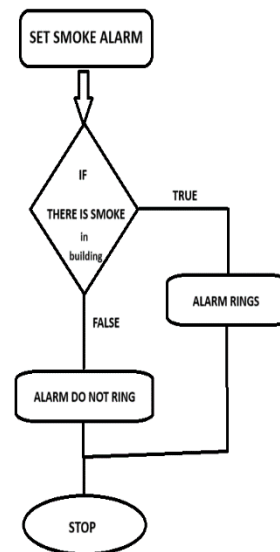 SET SMOKE ALARM
IF
THERE IS SMOKE
in
building
TRUE
ALARM RINGS
FALSE
ALARM DO NOT RING
STOP